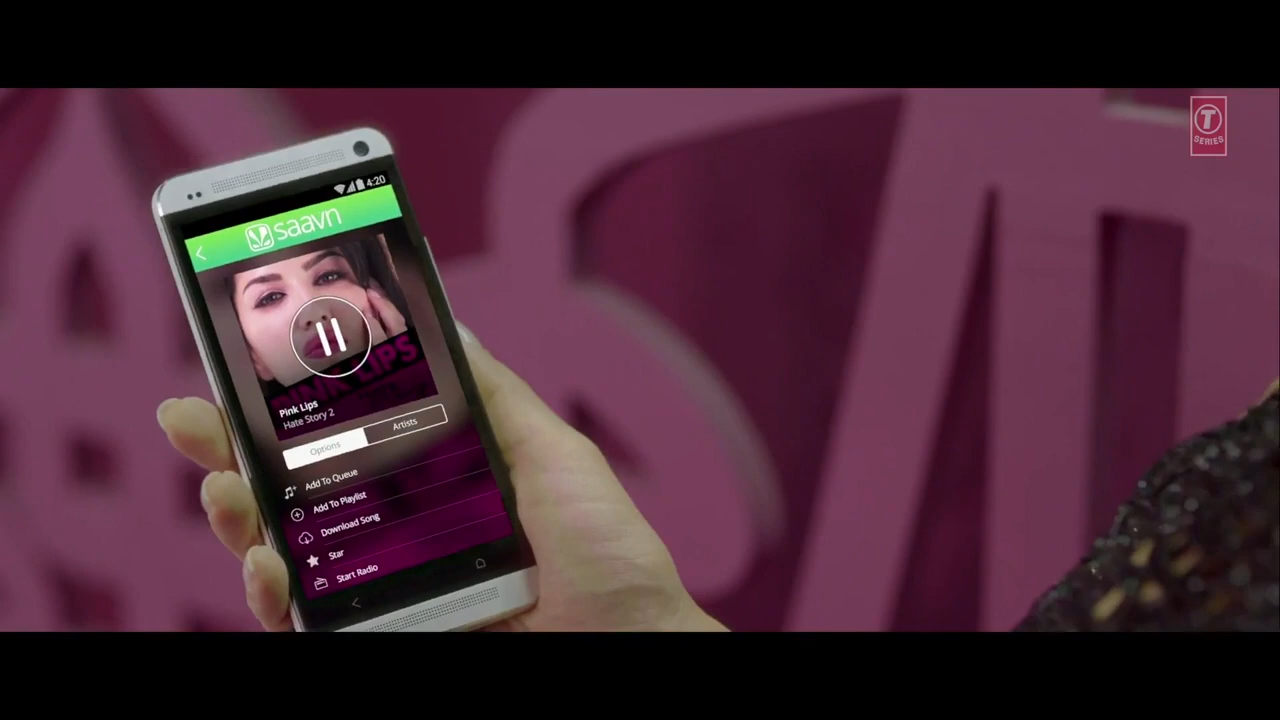 T
SERIES
4:20
saavn
PINK LIPS
Pink Lips
Hate Story 2
Options
Artists
Add To Queue
Add To Playlist
Download Song
Star
Start Radio